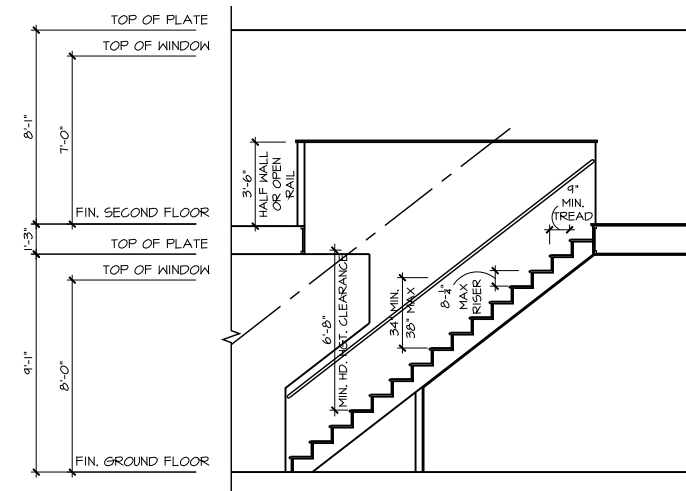 TOP OF PLATE
TOP OF WINDOW
8'-1"
7'-0"
3'-6"
HALF WALL
OR OPEN
RAIL
9"
MIN.
TREAD
FIN. SECOND FLOOR
1'-3"
TOP OF PLATE
TOP OF WINDOW
6'-8"
MIN. HD. HGT. CLEARANCE
34" MIN.
38" MAX
8-1/4"
MAX
RISER
9'-1"
8'-0"
FIN. GROUND FLOOR